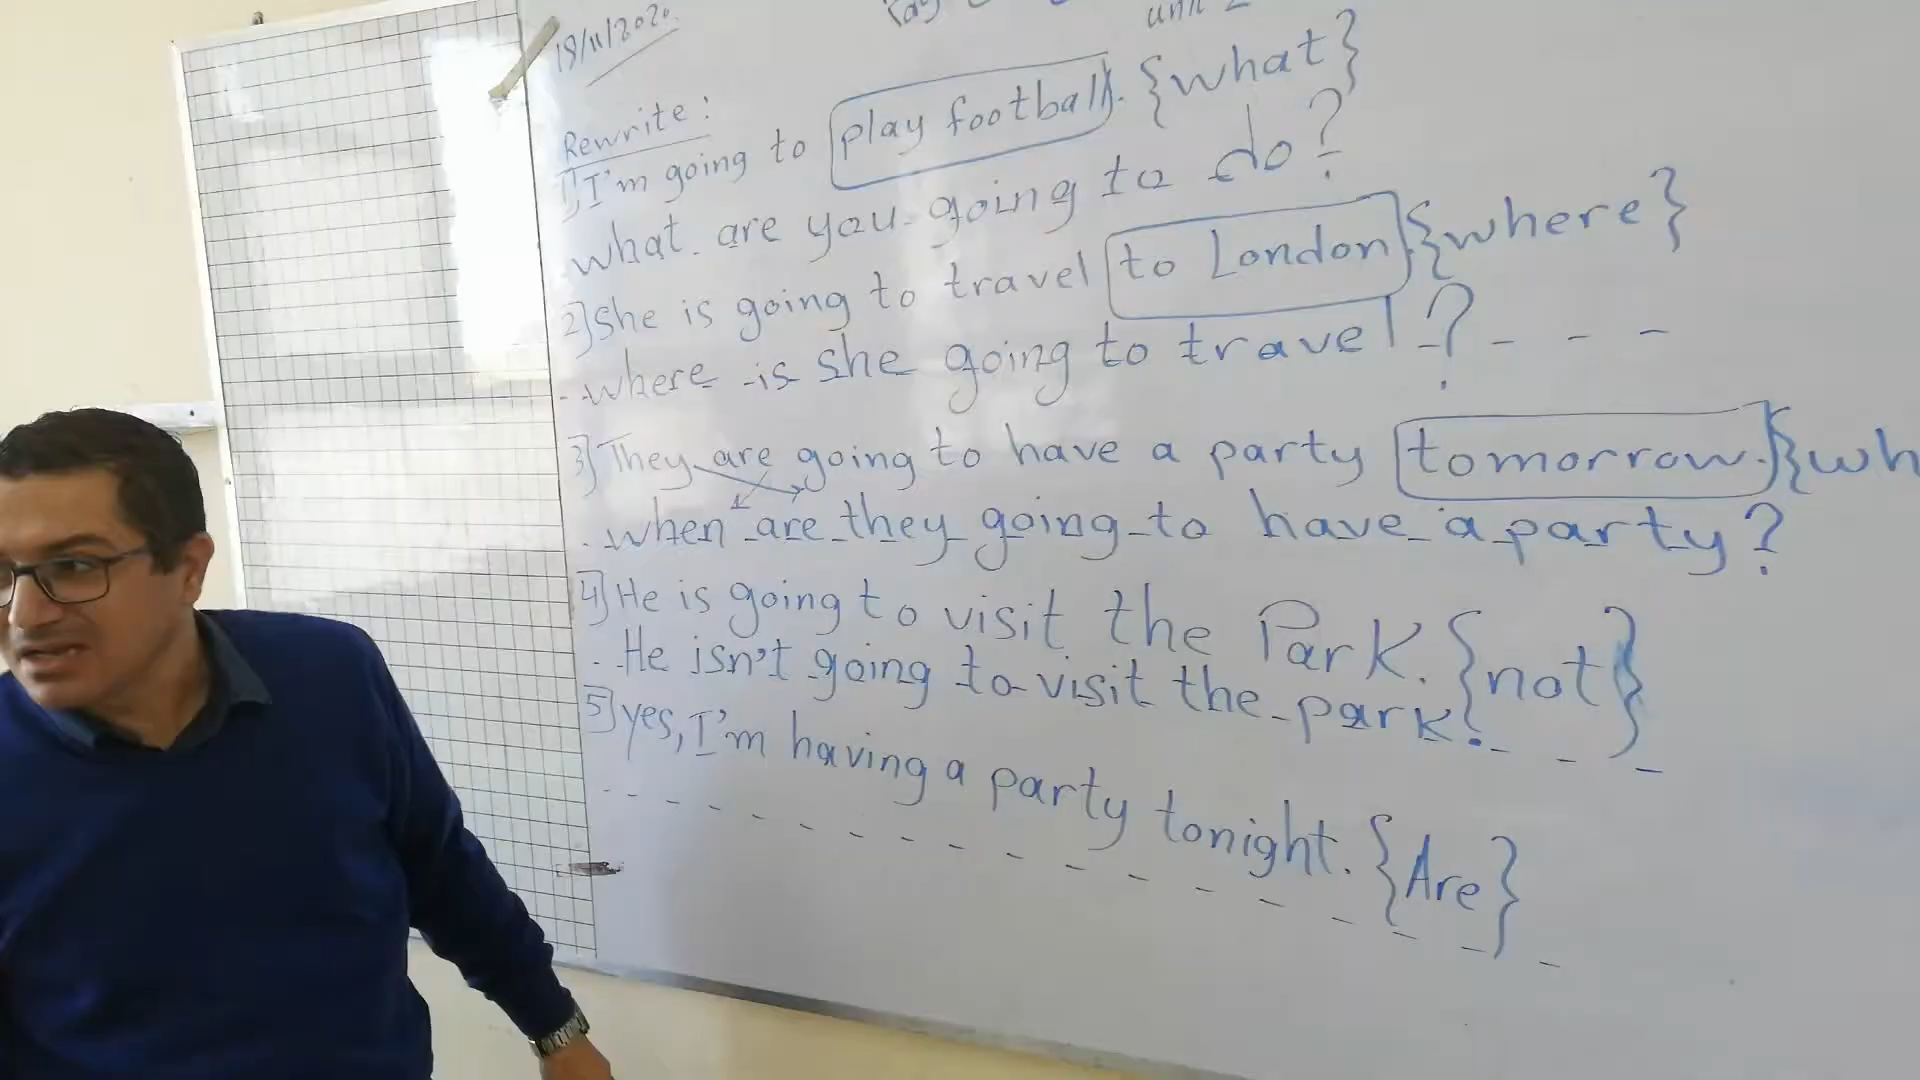 18/11/2020
unit
Rewrite:
1] I'm going to play football. {what}
what are you going to do?
2] She is going to travel to London. {where}
where is she going to travel?
3] They are going to have a party tomorrow. {wh
when are they going to have a party?
4] He is going to visit the Park. {not}
He isn't going to visit the park.
5] yes, I'm having a party tonight. {Are}